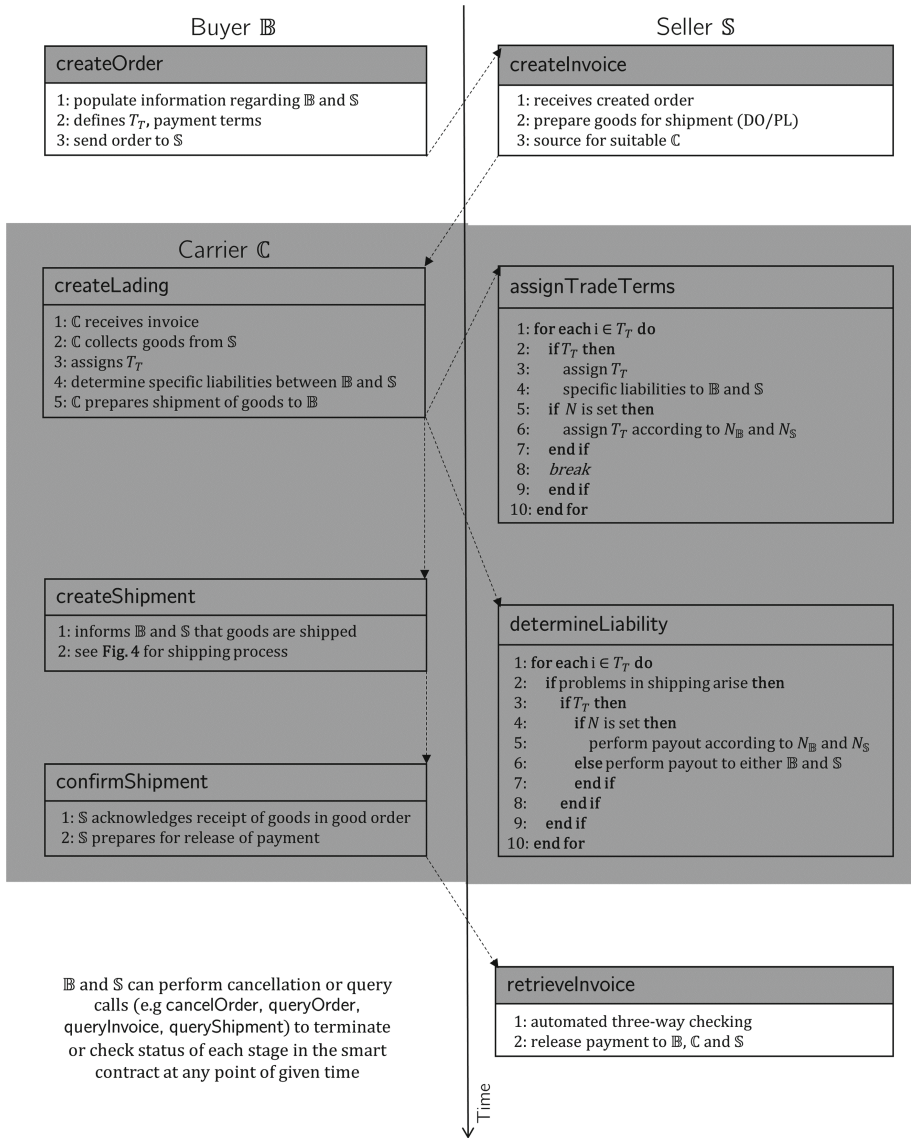 Buyer 𝔹
createOrder
1: populate information regarding 𝔹 and 𝕊
2: defines T_T, payment terms
3: send order to 𝕊
Seller 𝕊
createInvoice
1: receives created order
2: prepare goods for shipment (DO/PL)
3: source for suitable ℂ
Carrier ℂ
createLading
1: ℂ receives invoice
2: ℂ collects goods from 𝕊
3: assigns T_T
4: determine specific liabilities between 𝔹 and 𝕊
5: ℂ prepares shipment of goods to 𝔹
assignTradeTerms
1: for each i ∈ T_T do
2: if T_T then
3: assign T_T
4: specific liabilities to 𝔹 and 𝕊
5: if N is set then
6: assign T_T according to N_𝔹 and N_𝕊
7: end if
8: break
9: end if
10: end for
createShipment
1: informs 𝔹 and 𝕊 that goods are shipped
2: see Fig. 4 for shipping process
determineLiability
1: for each i ∈ T_T do
2: if problems in shipping arise then
3: if T_T then
4: if N is set then
5: perform payout according to N_𝔹 and N_𝕊
6: else perform payout to either 𝔹 and 𝕊
7: end if
8: end if
9: end if
10: end for
confirmShipment
1: 𝕊 acknowledges receipt of goods in good order
2: 𝕊 prepares for release of payment
retrieveInvoice
1: automated three-way checking
2: release payment to 𝔹, ℂ and 𝕊
𝔹 and 𝕊 can perform cancellation or query
calls (e.g cancelOrder, queryOrder,
queryInvoice, queryShipment) to terminate
or check status of each stage in the smart
contract at any point of given time
Time